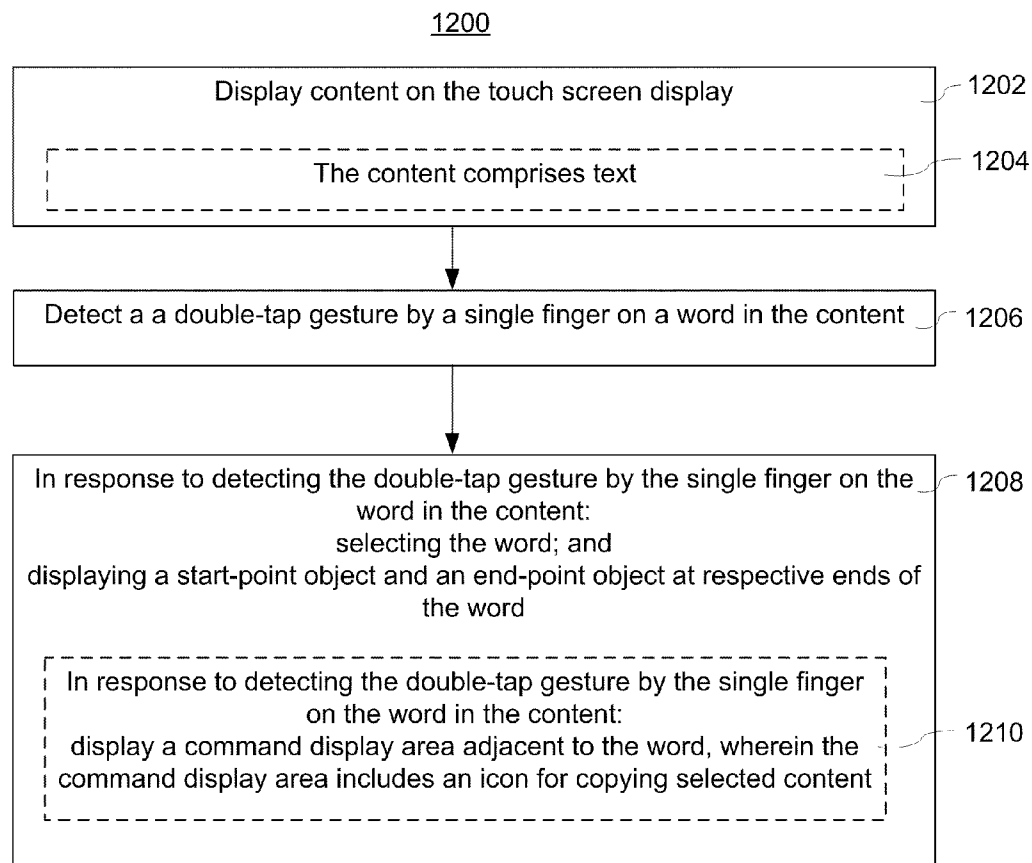 1200
Display content on the touch screen display
1202
The content comprises text
1204
Detect a a double-tap gesture by a single finger on a word in the content
1206
In response to detecting the double-tap gesture by the single finger on the
word in the content:
selecting the word; and
displaying a start-point object and an end-point object at respective ends of
the word
1208
In response to detecting the double-tap gesture by the single finger
on the word in the content:
display a command display area adjacent to the word, wherein the
command display area includes an icon for copying selected content
1210